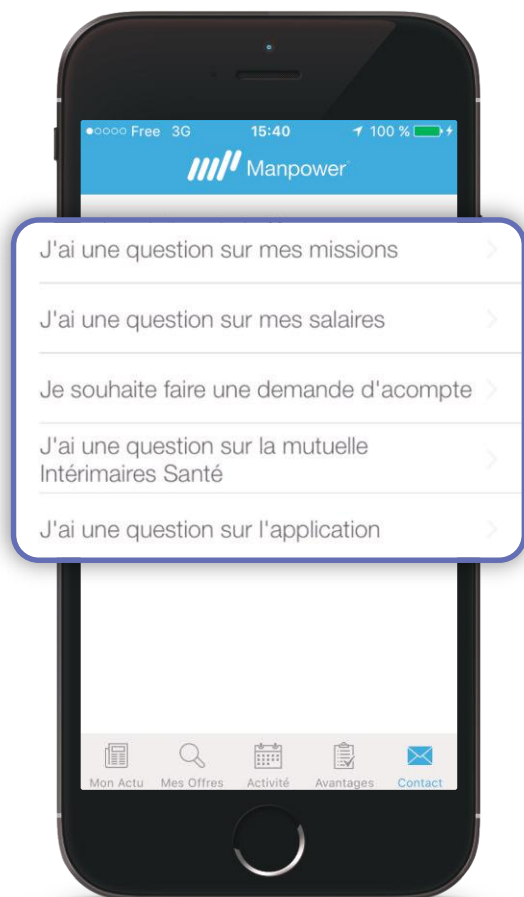 Free 3G 15:40 100 %
Manpower
J'ai une question sur mes missions
J'ai une question sur mes salaires
Je souhaite faire une demande d'acompte
J'ai une question sur la mutuelle
Intérimaires Santé
J'ai une question sur l'application
Mon Actu Mes Offres Activité Avantages Contact